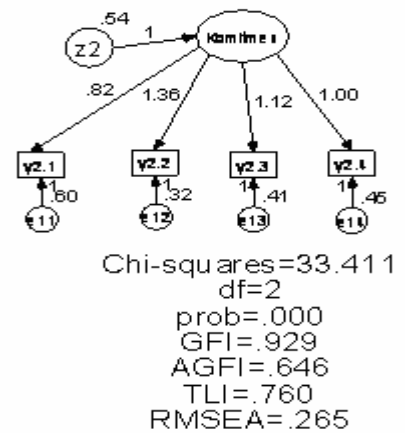 .54
z2
1
Komitmen
.82
1.36
1.12
1.00
y2.1
y2.2
y2.3
y2.4
1
.60
1
.32
1
.41
1
.45
e11
e12
e13
e14
Chi-squares=33.411
df=2
prob=.000
GFI=.929
AGFI=.646
TLI=.760
RMSEA=.265